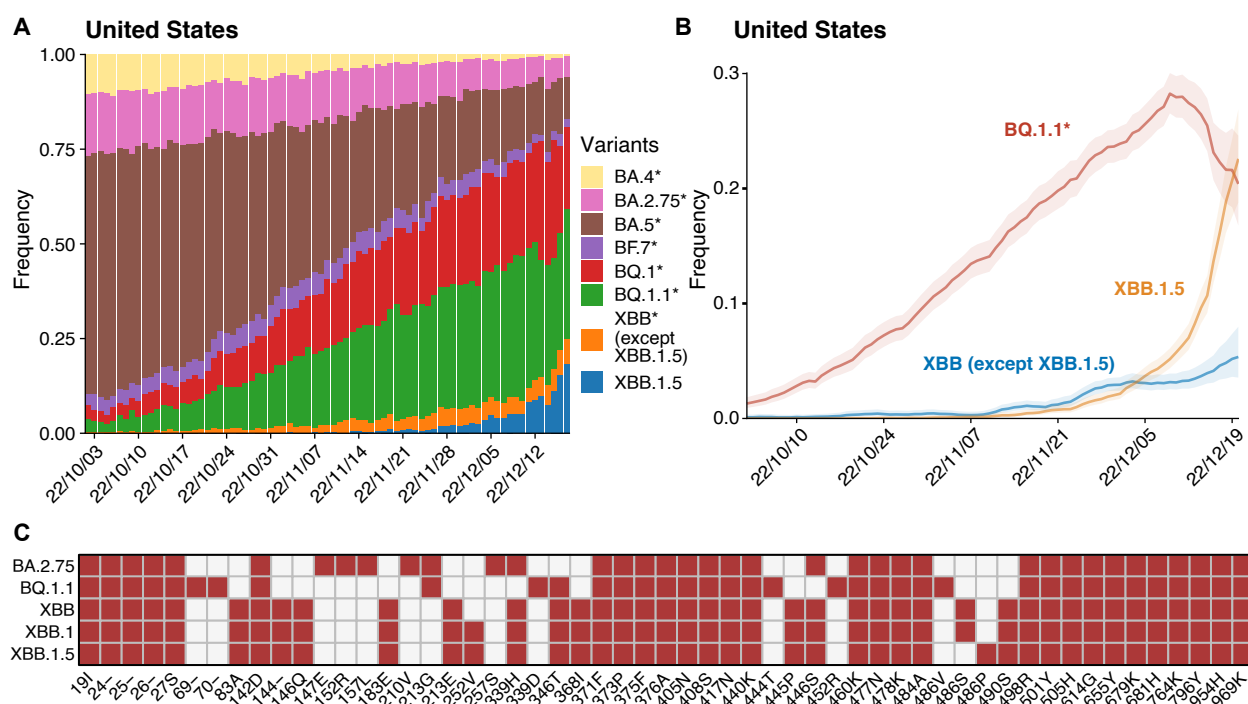 A
United States
1.00
0.75
0.50
0.25
0.00
Frequency
22/10/03
22/10/10
22/10/17
22/10/24
22/10/31
22/11/07
22/11/14
22/11/21
22/11/28
22/12/05
22/12/12
Variants
BA.4*
BA.2.75*
BA.5*
BF.7*
BQ.1*
BQ.1.1*
XBB*
(except
XBB.1.5)
XBB.1.5
B
United States
0.3
0.2
0.1
0.0
Frequency
BQ.1.1*
XBB.1.5
XBB (except XBB.1.5)
22/10/10
22/10/24
22/11/07
22/11/21
22/12/05
22/12/19
C
BA.2.75
BQ.1.1
XBB
XBB.1
XBB.1.5
19I
24–
25–
26–
27S
69–
70–
83A
142D
144–
146Q
147E
152R
157L
183E
210V
213G
213E
252V
257S
339H
339D
346T
368I
371F
373P
375F
376A
405N
408S
417N
440K
444T
445P
446S
452R
460K
477N
478K
484A
486V
486S
486P
490S
498R
501Y
505H
614G
655Y
679K
681H
764K
796Y
954H
969K